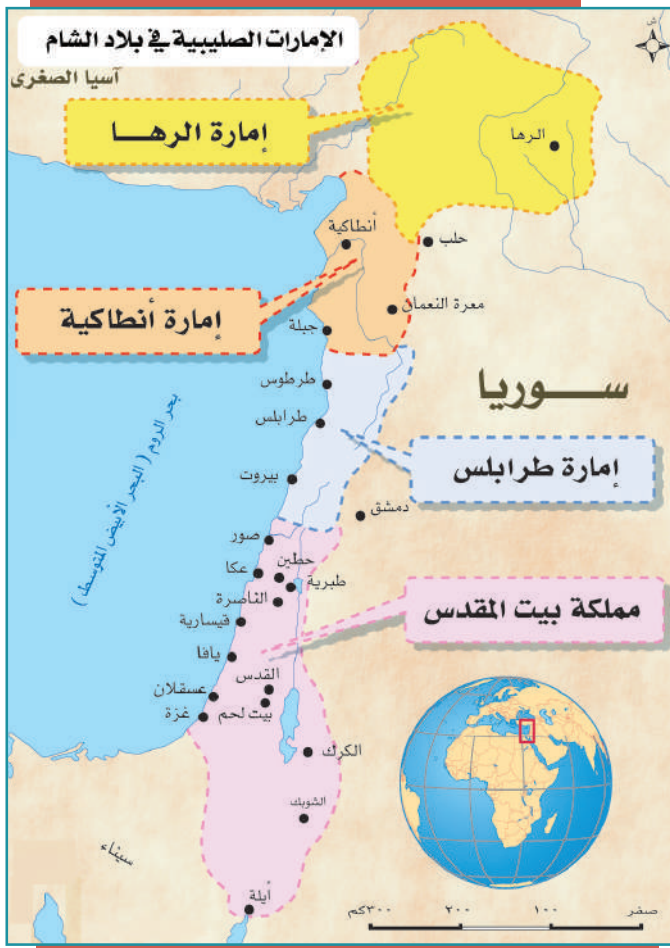 الإمارات الصليبية في بلاد الشام
ش
آسيا الصغرى
إمارة الرهـــا
الرها
أنطاكية
حلب
إمارة أنطاكية
معرة النعمان
جبلة
طرطوس
ســـوريا
طرابلس
بحر الروم ( البحر الأبيض المتوسط )
إمارة طرابلس
بيروت
دمشق
صور
حطين
عكا
طبرية
الناصرة
مملكة بيت المقدس
قيسارية
يافا
القدس
عسقلان
بيت لحم
غزة
الكرك
الشوبك
سيناء
أيلة
صفر ١٠٠ ٢٠٠ ٣٠٠كم